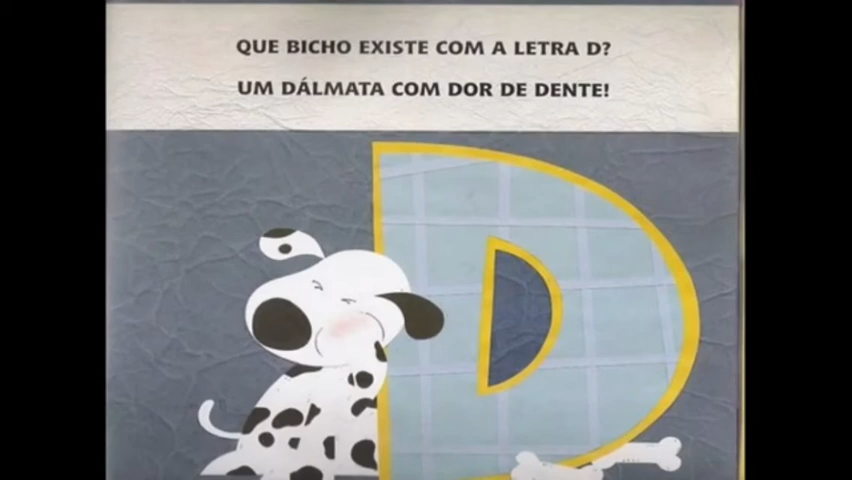 QUE BICHO EXISTE COM A LETRA D?
UM DÁLMATA COM DOR DE DENTE!
D